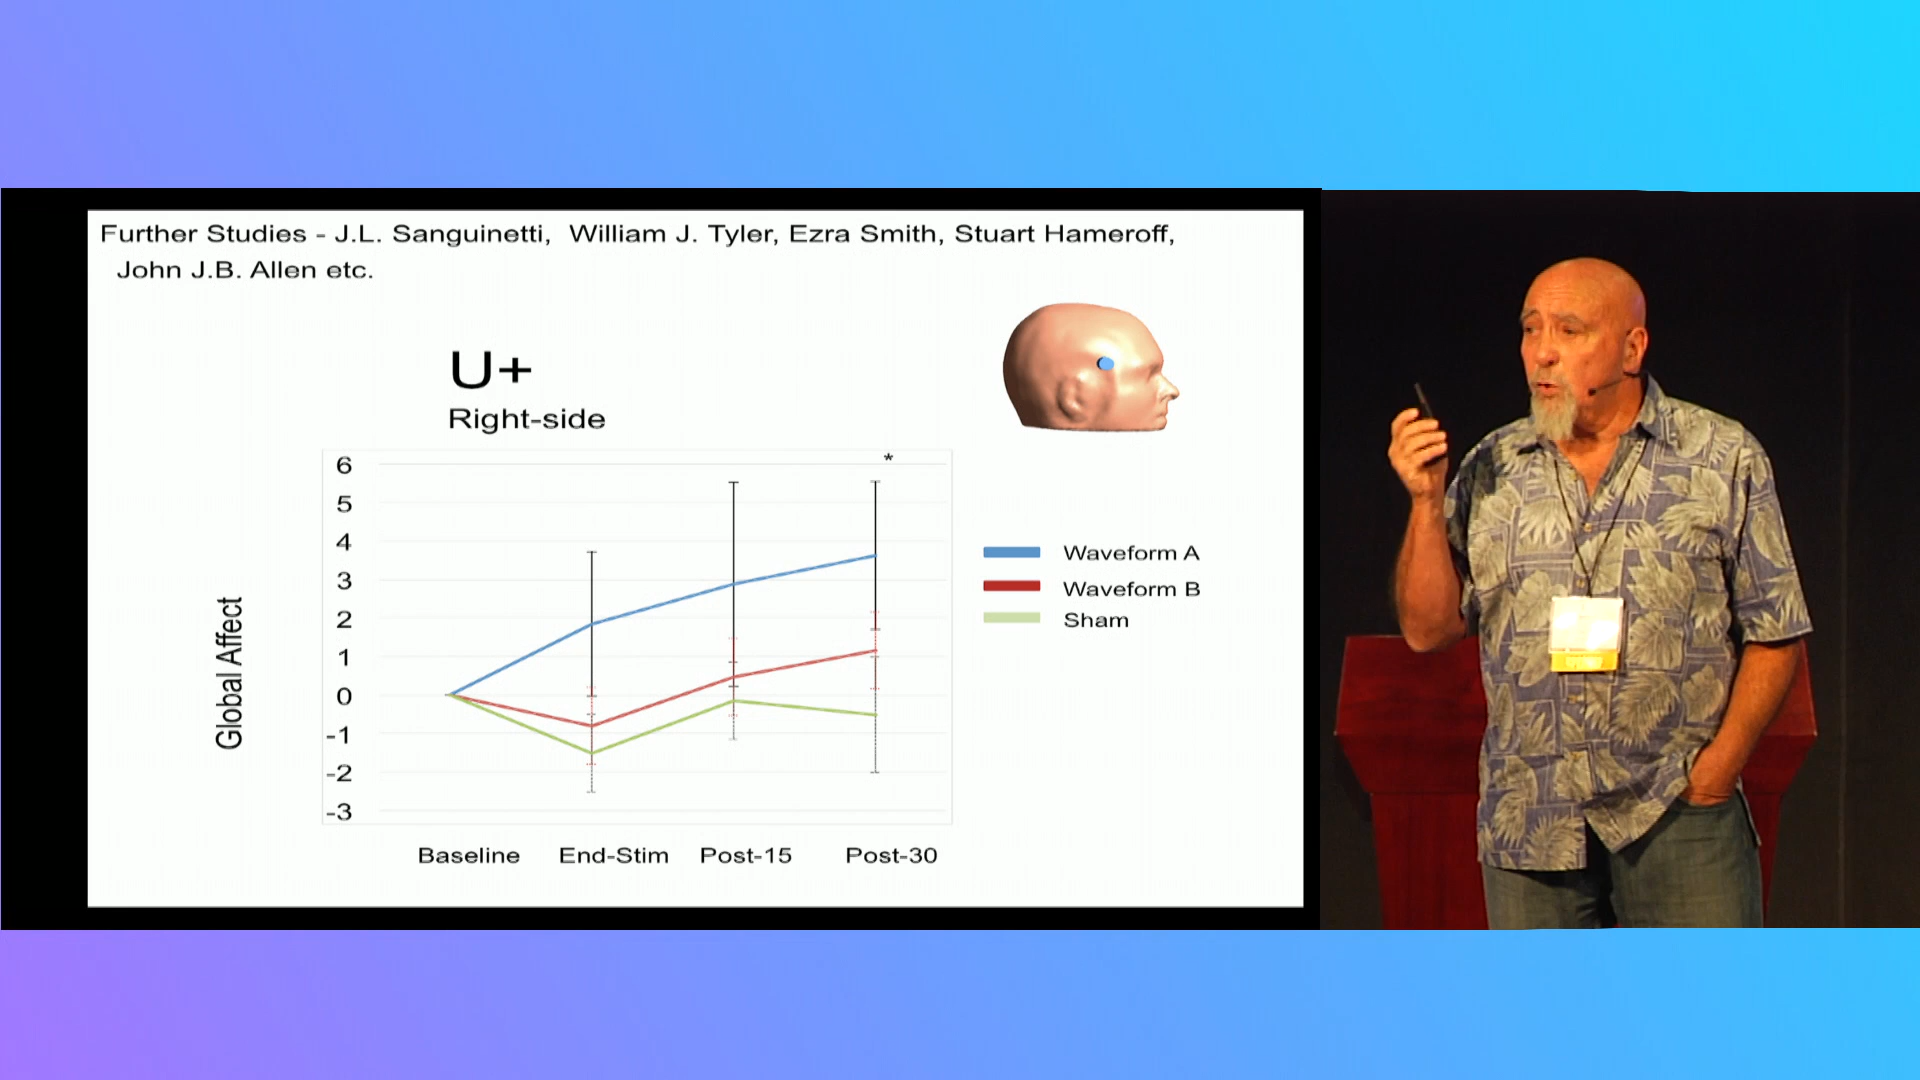 Further Studies - J.L. Sanguinetti, William J. Tyler, Ezra Smith, Stuart Hameroff,
John J.B. Allen etc.
U+
Right-side
*
6
5
4
3
2
1
0
-1
-2
-3
Global Affect
Baseline End-Stim Post-15 Post-30
Waveform A
Waveform B
Sham